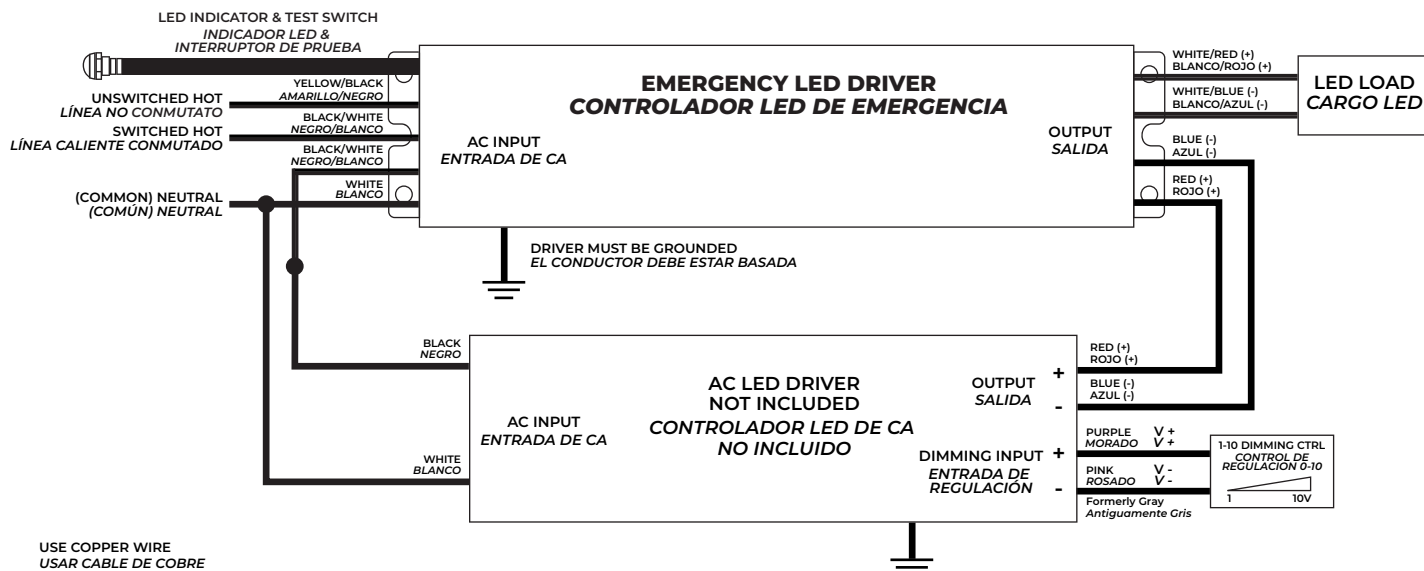 LED INDICATOR & TEST SWITCH
INDICADOR LED &
INTERRUPTOR DE PRUEBA
YELLOW/BLACK
AMARILLO/NEGRO
UNSWITCHED HOT
LÍNEA NO CONMUTATO
BLACK/WHITE
NEGRO/BLANCO
SWITCHED HOT
LÍNEA CALIENTE CONMUTADO
BLACK/WHITE
NEGRO/BLANCO
WHITE
BLANCO
(COMMON) NEUTRAL
(COMÚN) NEUTRAL
EMERGENCY LED DRIVER
CONTROLADOR LED DE EMERGENCIA
AC INPUT
ENTRADA DE CA
OUTPUT
SALIDA
WHITE/RED (+)
BLANCO/ROJO (+)
WHITE/BLUE (-)
BLANCO/AZUL (-)
LED LOAD
CARGO LED
BLUE (-)
AZUL (-)
RED (+)
ROJO (+)
DRIVER MUST BE GROUNDED
EL CONDUCTOR DEBE ESTAR BASADA
BLACK
NEGRO
WHITE
BLANCO
AC INPUT
ENTRADA DE CA
AC LED DRIVER
NOT INCLUDED
CONTROLADOR LED DE CA
NO INCLUIDO
OUTPUT
SALIDA
+
-
RED (+)
ROJO (+)
BLUE (-)
AZUL (-)
DIMMING INPUT
ENTRADA DE
REGULACIÓN
+
-
PURPLE V +
MORADO V +
PINK V -
ROSADO V -
Formerly Gray
Antiguamente Gris
1-10 DIMMING CTRL
CONTROL DE
REGULACIÓN 0-10
1 10V
USE COPPER WIRE
USAR CABLE DE COBRE